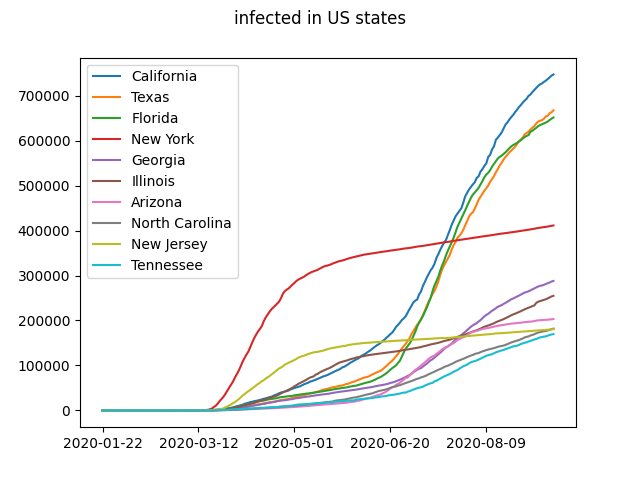 infected in US states
California
Texas
Florida
New York
Georgia
Illinois
Arizona
North Carolina
New Jersey
Tennessee
700000
600000
500000
400000
300000
200000
100000
0
2020-01-22 2020-03-12 2020-05-01 2020-06-20 2020-08-09